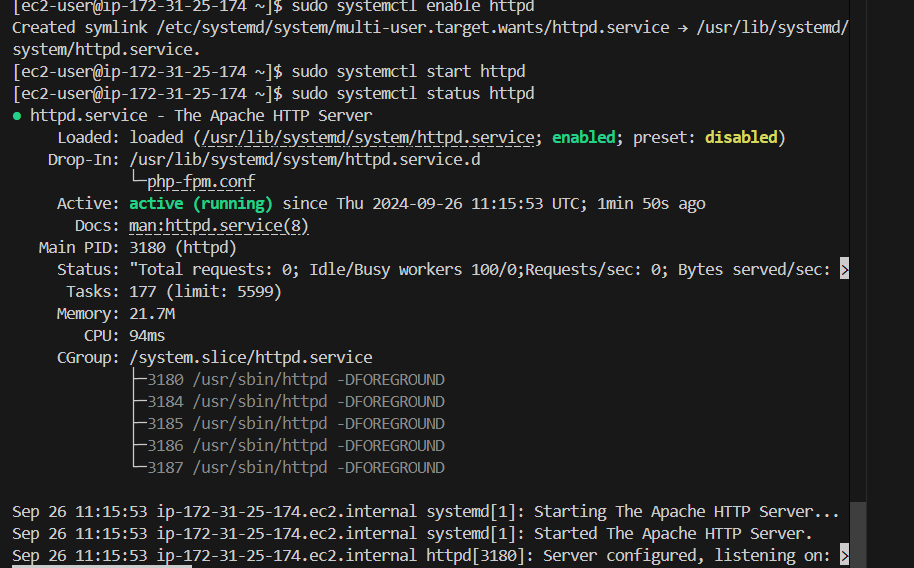 [ec2-user@ip-172-31-25-174 ~]$ sudo systemctl enable httpd
Created symlink /etc/systemd/system/multi-user.target.wants/httpd.service → /usr/lib/systemd/
system/httpd.service.
[ec2-user@ip-172-31-25-174 ~]$ sudo systemctl start httpd
[ec2-user@ip-172-31-25-174 ~]$ sudo systemctl status httpd
● httpd.service - The Apache HTTP Server
     Loaded: loaded (/usr/lib/systemd/system/httpd.service; enabled; preset: disabled)
    Drop-In: /usr/lib/systemd/system/httpd.service.d
             └─php-fpm.conf
     Active: active (running) since Thu 2024-09-26 11:15:53 UTC; 1min 50s ago
       Docs: man:httpd.service(8)
   Main PID: 3180 (httpd)
     Status: "Total requests: 0; Idle/Busy workers 100/0;Requests/sec: 0; Bytes served/sec: >
      Tasks: 177 (limit: 5599)
     Memory: 21.7M
        CPU: 94ms
     CGroup: /system.slice/httpd.service
             ├─3180 /usr/sbin/httpd -DFOREGROUND
             ├─3184 /usr/sbin/httpd -DFOREGROUND
             ├─3185 /usr/sbin/httpd -DFOREGROUND
             ├─3186 /usr/sbin/httpd -DFOREGROUND
             └─3187 /usr/sbin/httpd -DFOREGROUND
Sep 26 11:15:53 ip-172-31-25-174.ec2.internal systemd[1]: Starting The Apache HTTP Server...
Sep 26 11:15:53 ip-172-31-25-174.ec2.internal systemd[1]: Started The Apache HTTP Server.
Sep 26 11:15:53 ip-172-31-25-174.ec2.internal httpd[3180]: Server configured, listening on: >